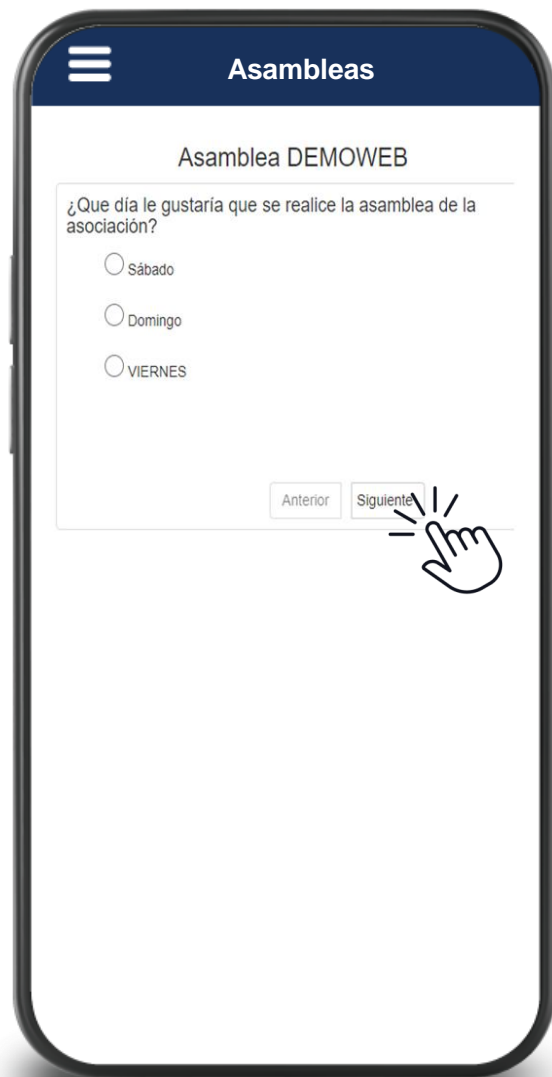 Asambleas
Asamblea DEMOWEB
¿Que día le gustaría que se realice la asamblea de la
asociación?
Sábado
Domingo
VIERNES
Anterior Siguiente